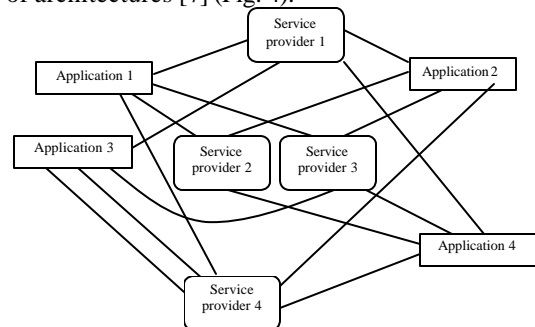 of architectures [7] (Fig. 4).
Service
provider 1
Application 1
Application 2
Application 3
Service
provider 2
Service
provider 3
Application 4
Service
provider 4